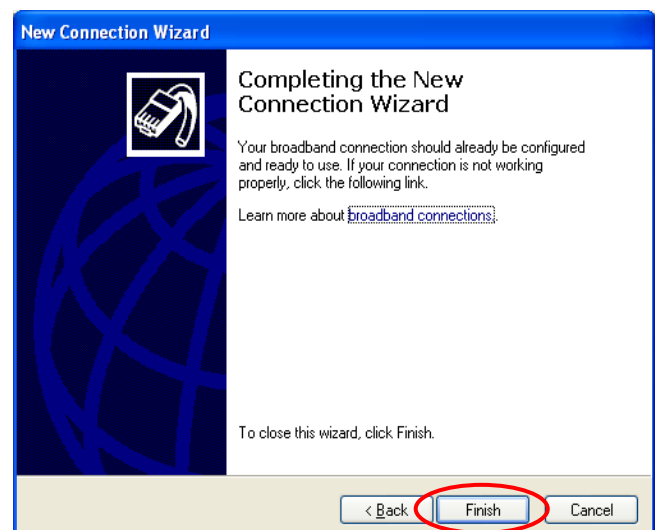 New Connection Wizard
Completing the New
Connection Wizard
Your broadband connection should already be configured
and ready to use. If your connection is not working
properly, click the following link.
Learn more about broadband connections.
To close this wizard, click Finish.
< Back
Finish
Cancel